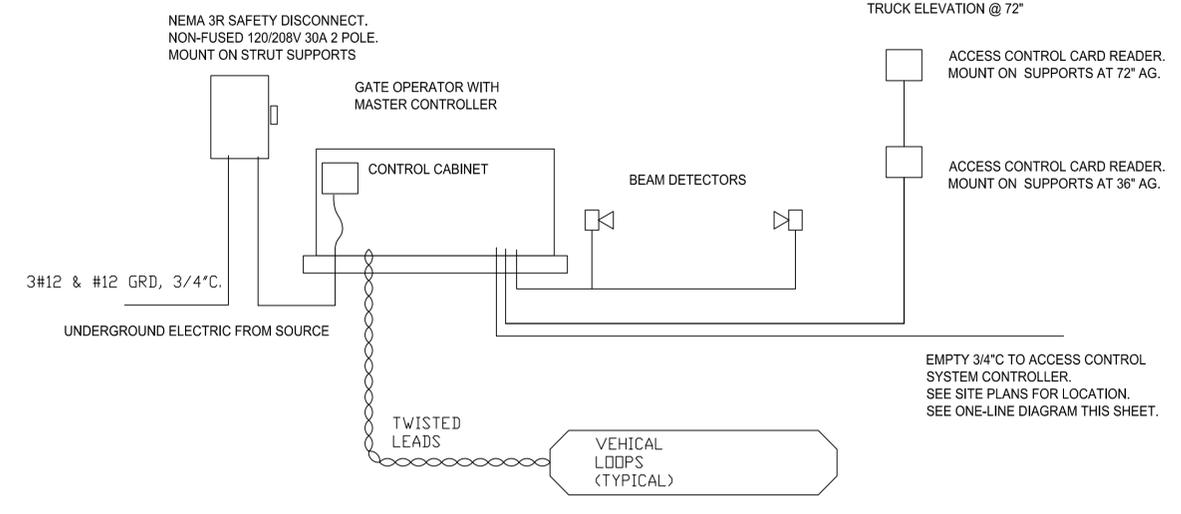 TRUCK ELEVATION @ 72"
NEMA 3R SAFETY DISCONNECT.
NON-FUSED 120/208V 30A 2 POLE.
MOUNT ON STRUT SUPPORTS
ACCESS CONTROL CARD READER.
MOUNT ON SUPPORTS AT 72" AG.
GATE OPERATOR WITH
MASTER CONTROLLER
CONTROL CABINET
BEAM DETECTORS
ACCESS CONTROL CARD READER.
MOUNT ON SUPPORTS AT 36" AG.
3#12 & #12 GRD, 3/4"C.
UNDERGROUND ELECTRIC FROM SOURCE
EMPTY 3/4"C TO ACCESS CONTROL
SYSTEM CONTROLLER.
SEE SITE PLANS FOR LOCATION.
SEE ONE-LINE DIAGRAM THIS SHEET.
TWISTED
LEADS
VEHICAL
LOOPS
(TYPICAL)